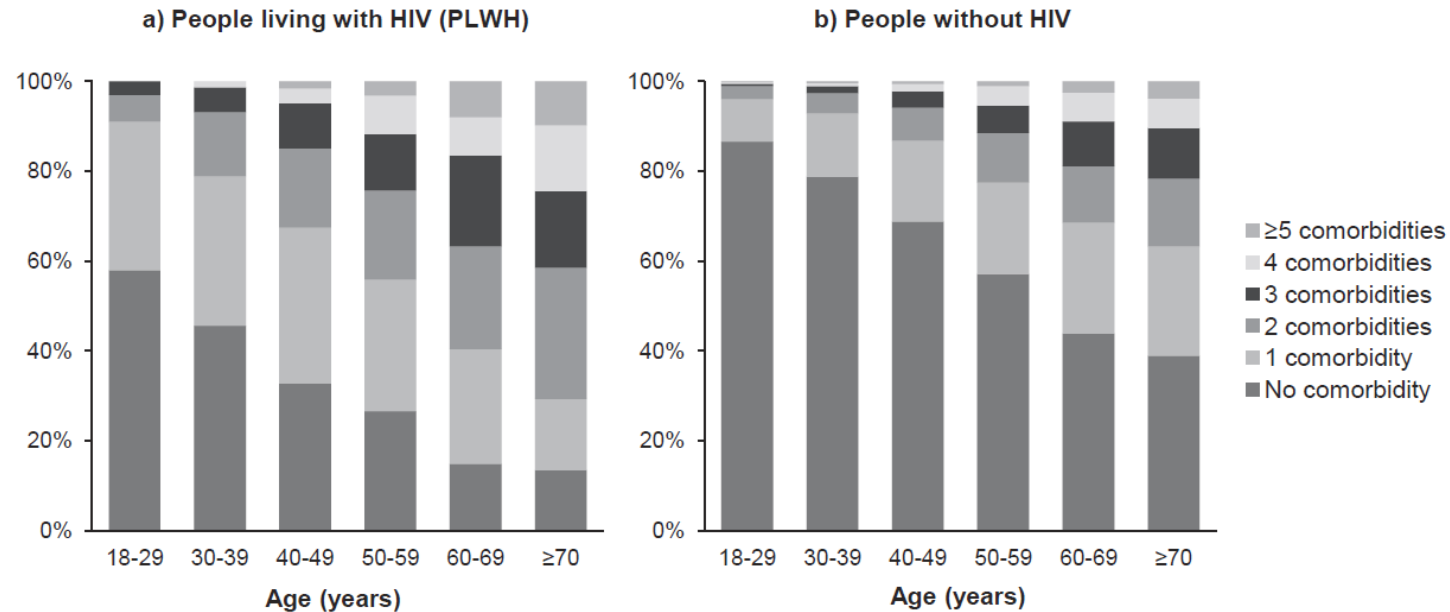 a) People living with HIV (PLWH)
b) People without HIV
100%
80%
60%
40%
20%
0%
18-29 30-39 40-49 50-59 60-69 ≥70
Age (years)
100%
80%
60%
40%
20%
0%
18-29 30-39 40-49 50-59 60-69 ≥70
Age (years)
≥5 comorbidities
4 comorbidities
3 comorbidities
2 comorbidities
1 comorbidity
No comorbidity